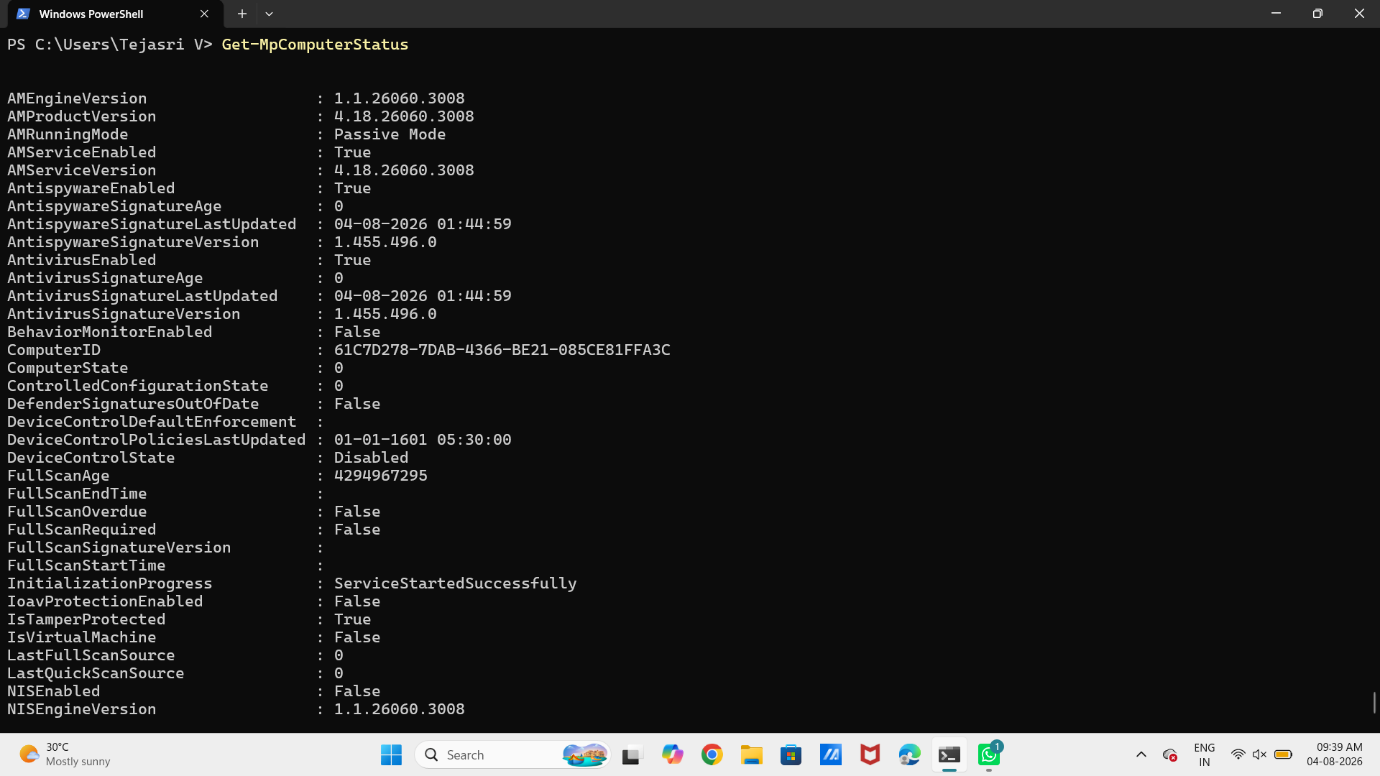 Windows PowerShell
PS C:\Users\Tejasri V> Get-MpComputerStatus
AMEngineVersion : 1.1.26060.3008
AMProductVersion : 4.18.26060.3008
AMRunningMode : Passive Mode
AMServiceEnabled : True
AMServiceVersion : 4.18.26060.3008
AntispywareEnabled : True
AntispywareSignatureAge : 0
AntispywareSignatureLastUpdated : 04-08-2026 01:44:59
AntispywareSignatureVersion : 1.455.496.0
AntivirusEnabled : True
AntivirusSignatureAge : 0
AntivirusSignatureLastUpdated : 04-08-2026 01:44:59
AntivirusSignatureVersion : 1.455.496.0
BehaviorMonitorEnabled : False
ComputerID : 61C7D278-7DAB-4366-BE21-085CE81FFA3C
ComputerState : 0
ControlledConfigurationState : 0
DefenderSignaturesOutOfDate : False
DeviceControlDefaultEnforcement :
DeviceControlPoliciesLastUpdated : 01-01-1601 05:30:00
DeviceControlState : Disabled
FullScanAge : 4294967295
FullScanEndTime :
FullScanOverdue : False
FullScanRequired : False
FullScanSignatureVersion :
FullScanStartTime :
InitializationProgress : ServiceStartedSuccessfully
IoavProtectionEnabled : False
IsTamperProtected : True
IsVirtualMachine : False
LastFullScanSource : 0
LastQuickScanSource : 0
NISEnabled : False
NISEngineVersion : 1.1.26060.3008
30°C
Mostly sunny
Search
1
ENG
IN
09:39 AM
04-08-2026